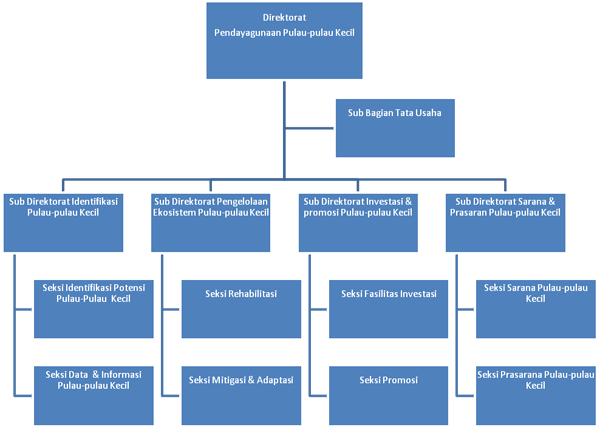 Direktorat
Pendayagunaan Pulau-pulau Kecil
Sub Bagian Tata Usaha
Sub Direktorat Identifikasi
Pulau-pulau Kecil
Sub Direktorat Pengelolaan
Ekosistem Pulau-pulau Kecil
Sub Direktorat Investasi &
promosi Pulau-pulau Kecil
Sub Direktorat Sarana &
Prasaran Pulau-pulau Kecil
Seksi Identifikasi Potensi
Pulau-Pulau Kecil
Seksi Rehabilitasi
Seksi Fasilitas Investasi
Seksi Sarana Pulau-pulau
Kecil
Seksi Data & Informasi
Pulau-pulau Kecil
Seksi Mitigasi & Adaptasi
Seksi Promosi
Seksi Prasarana Pulau-pulau
Kecil